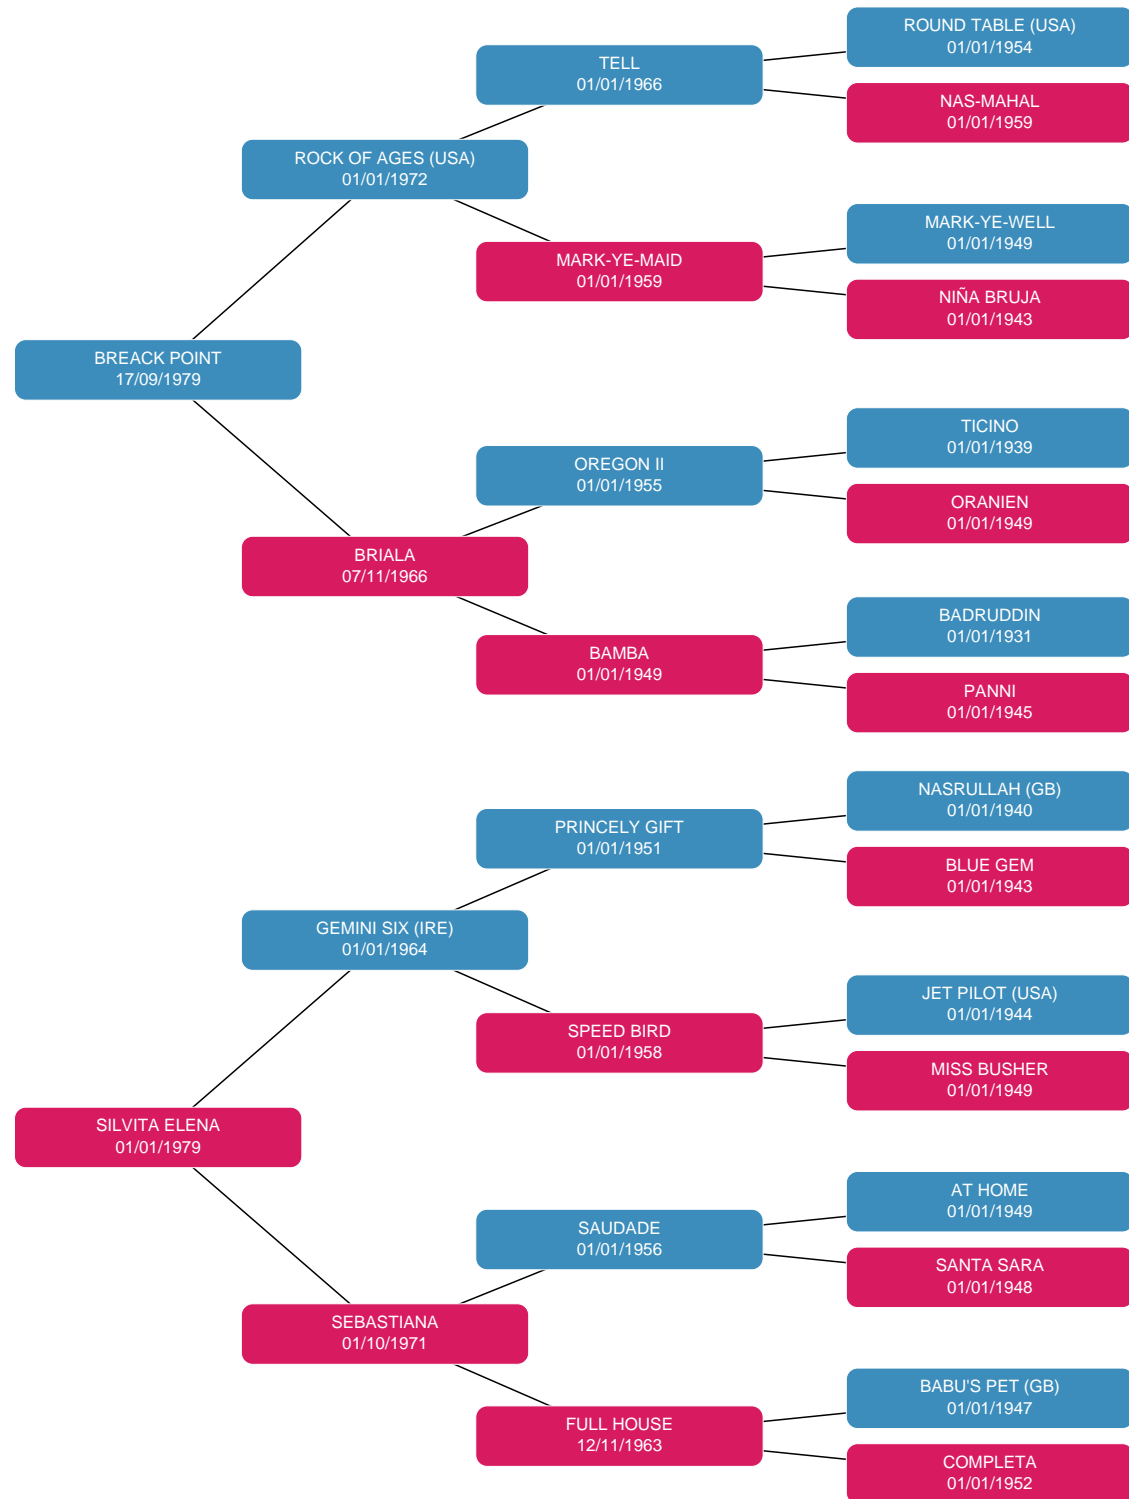 ROUND TABLE (USA)
01/01/1954
TELL
01/01/1966
NAS-MAHAL
01/01/1959
ROCK OF AGES (USA)
01/01/1972
MARK-YE-WELL
01/01/1949
MARK-YE-MAID
01/01/1959
NIÑA BRUJA
01/01/1943
BREACK POINT
17/09/1979
TICINO
01/01/1939
OREGON II
01/01/1955
ORANIEN
01/01/1949
BRIALA
07/11/1966
BADRUDDIN
01/01/1931
BAMBA
01/01/1949
PANNI
01/01/1945
NASRULLAH (GB)
01/01/1940
PRINCELY GIFT
01/01/1951
BLUE GEM
01/01/1943
GEMINI SIX (IRE)
01/01/1964
JET PILOT (USA)
01/01/1944
SPEED BIRD
01/01/1958
MISS BUSHER
01/01/1949
SILVITA ELENA
01/01/1979
AT HOME
01/01/1949
SAUDADE
01/01/1956
SANTA SARA
01/01/1948
SEBASTIANA
01/10/1971
BABU'S PET (GB)
01/01/1947
FULL HOUSE
12/11/1963
COMPLETA
01/01/1952